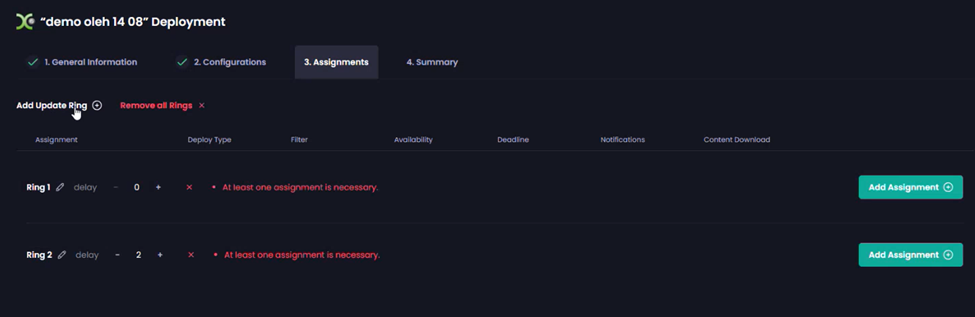 “demo oleh 14 08” Deployment
1. General Information 2. Configurations 3. Assignments 4. Summary
Add Update Ring Remove all Rings ×
Assignment Deploy Type Filter Availability Deadline Notifications Content Download
Ring 1 delay - 0 + × • At least one assignment is necessary. Add Assignment
Ring 2 delay - 2 + × • At least one assignment is necessary. Add Assignment